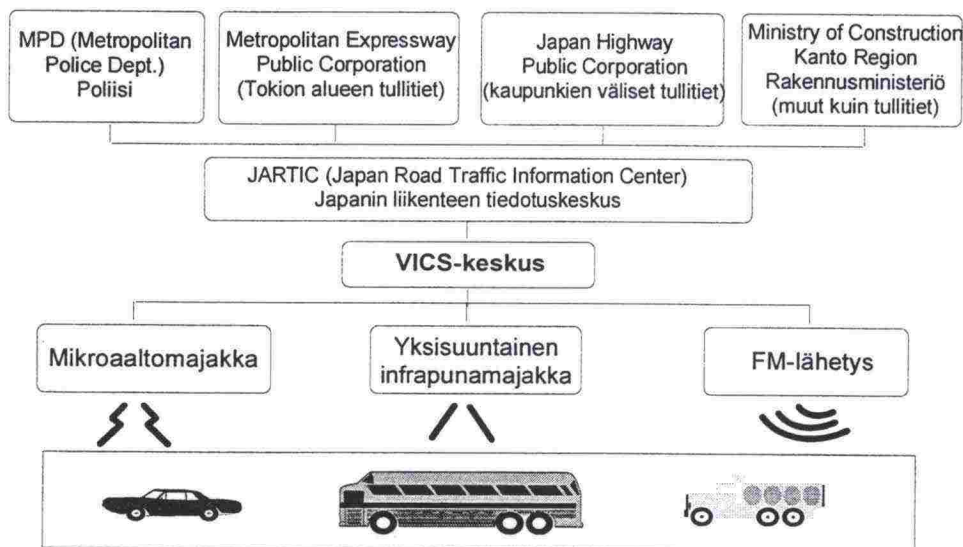 MPD (Metropolitan
Police Dept.)
Poliisi
Metropolitan Expressway
Public Corporation
(Tokion alueen tullitiet)
Japan Highway
Public Corporation
(kaupunkien väliset tullitiet)
Ministry of Construction
Kanto Region
Rakennusministeriö
(muut kuin tullitiet)
JARTIC (Japan Road Traffic Information Center)
Japanin liikenteen tiedotuskeskus
VICS-keskus
Mikroaaltomajakka
Yksisuuntainen
infrapunamajakka
FM-lähetys